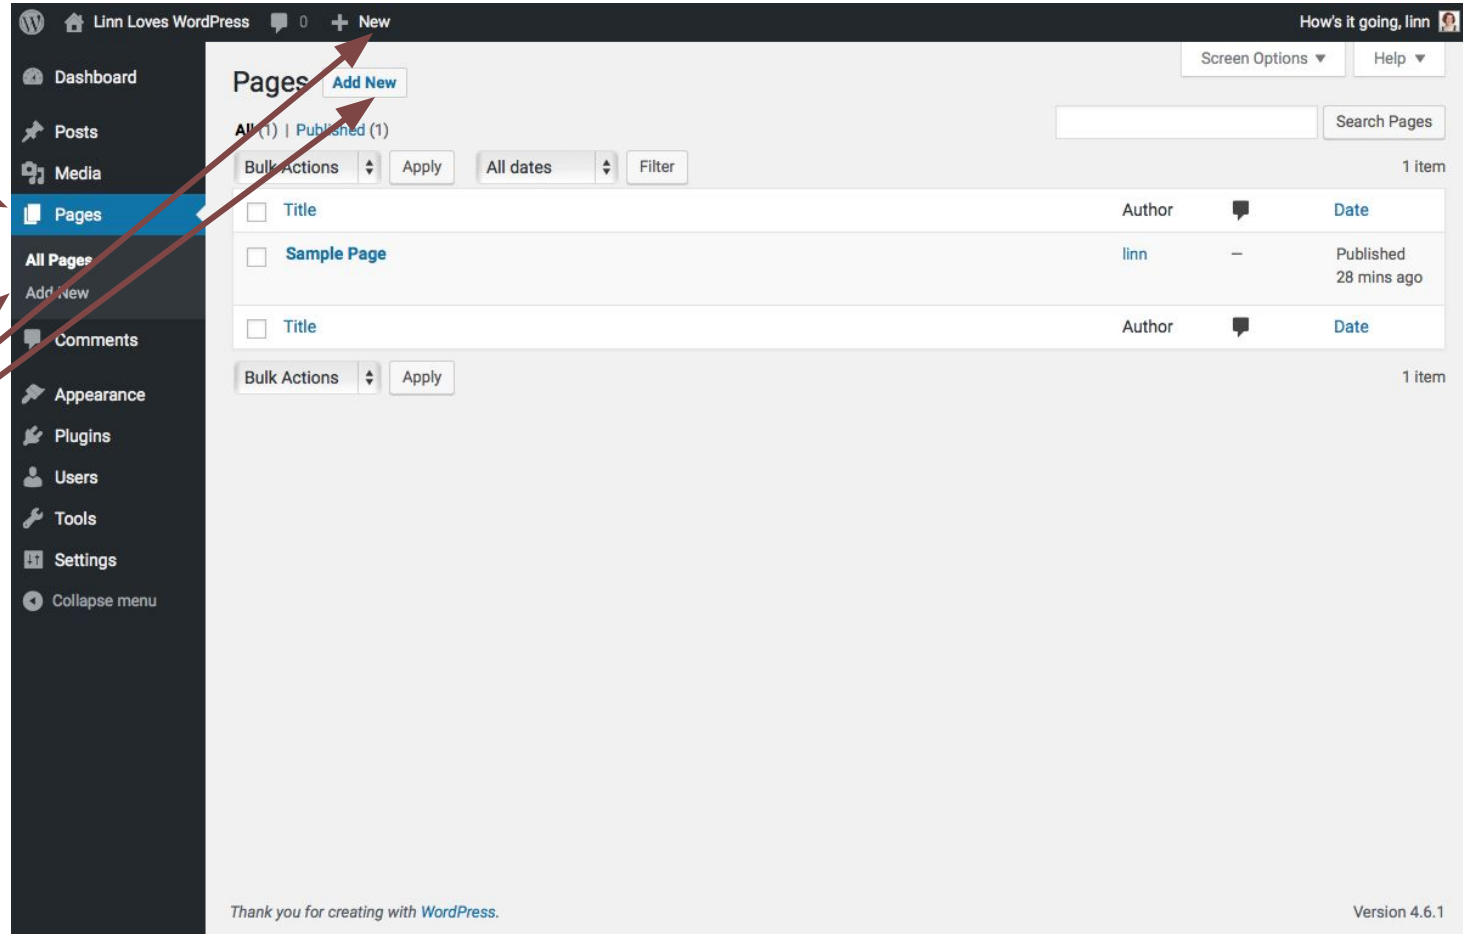 Linn Loves WordPress 0 New How's it going, linn
Screen Options Help
Dashboard
Posts
Media
Pages
All Pages
Add New
Comments
Appearance
Plugins
Users
Tools
Settings
Collapse menu
Pages Add New
All (1) | Published (1)
Search Pages
Bulk Actions Apply All dates Filter 1 item
Title Author Date
Sample Page linn — Published
28 mins ago
Title Author Date
Bulk Actions Apply 1 item
Thank you for creating with WordPress. Version 4.6.1